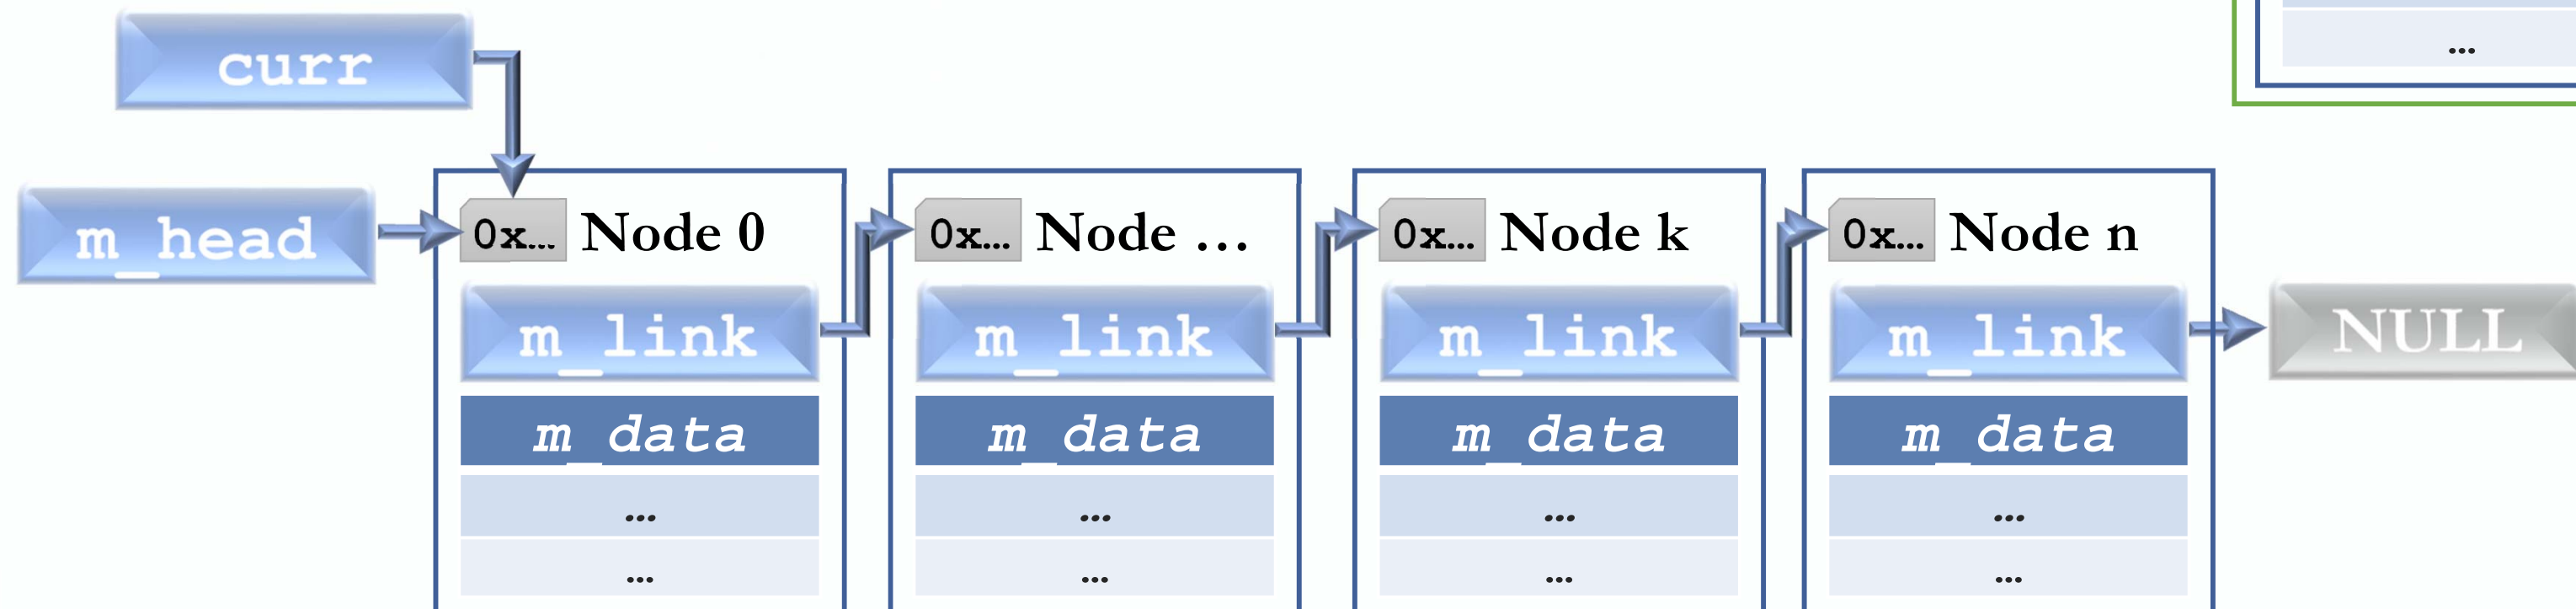 …
curr
m_head
0x… Node 0
0x… Node …
0x… Node k
0x… Node n
m_link
m_link
m_link
m_link
NULL
m_data
m_data
m_data
m_data
…
…
…
…
…
…
…
…